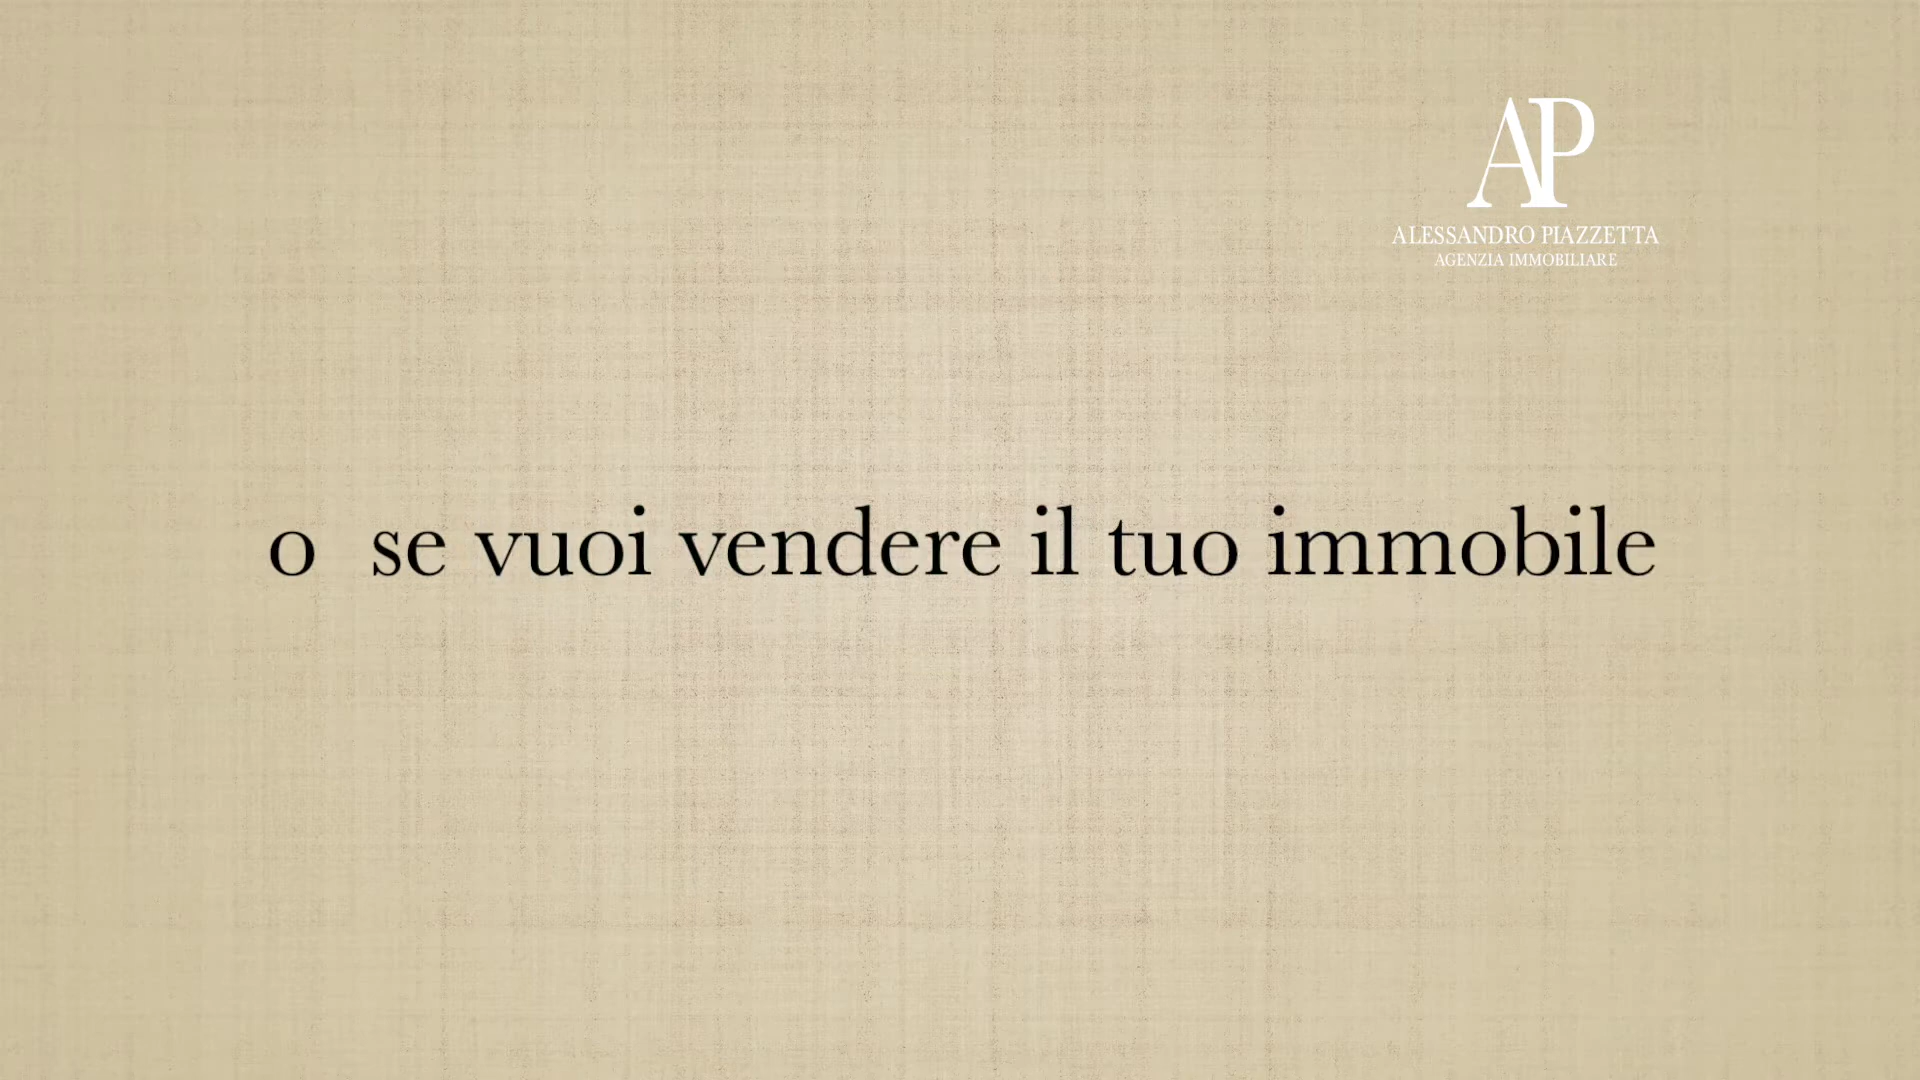 AP
ALESSANDRO PIAZZETTA
AGENZIA IMMOBILIARE
o  se vuoi vendere il tuo immobile